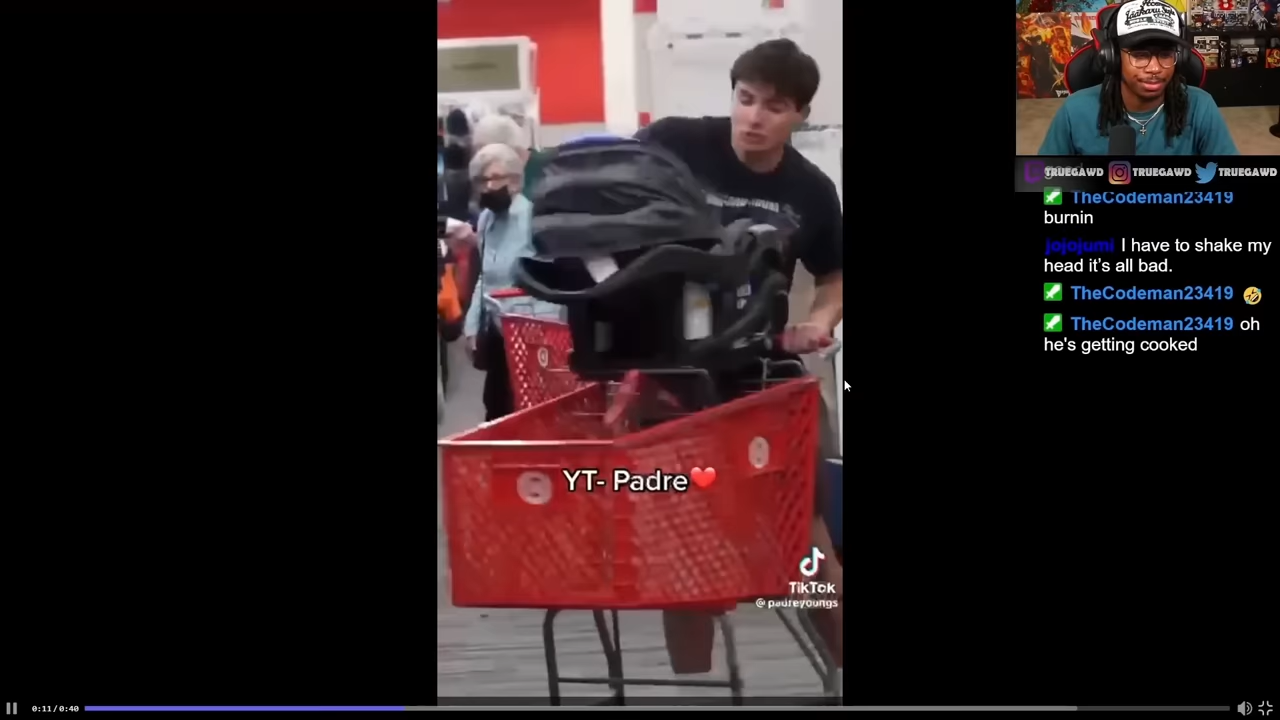 TRUEGAWD TRUEGAWD TRUEGAWD
TheCodeman23419
burnin
jojojumi I have to shake my
head it's all bad.
TheCodeman23419 🤣
TheCodeman23419 oh
he's getting cooked
YT- Padre❤️
TikTok
@padreyoungs
0:11/0:40